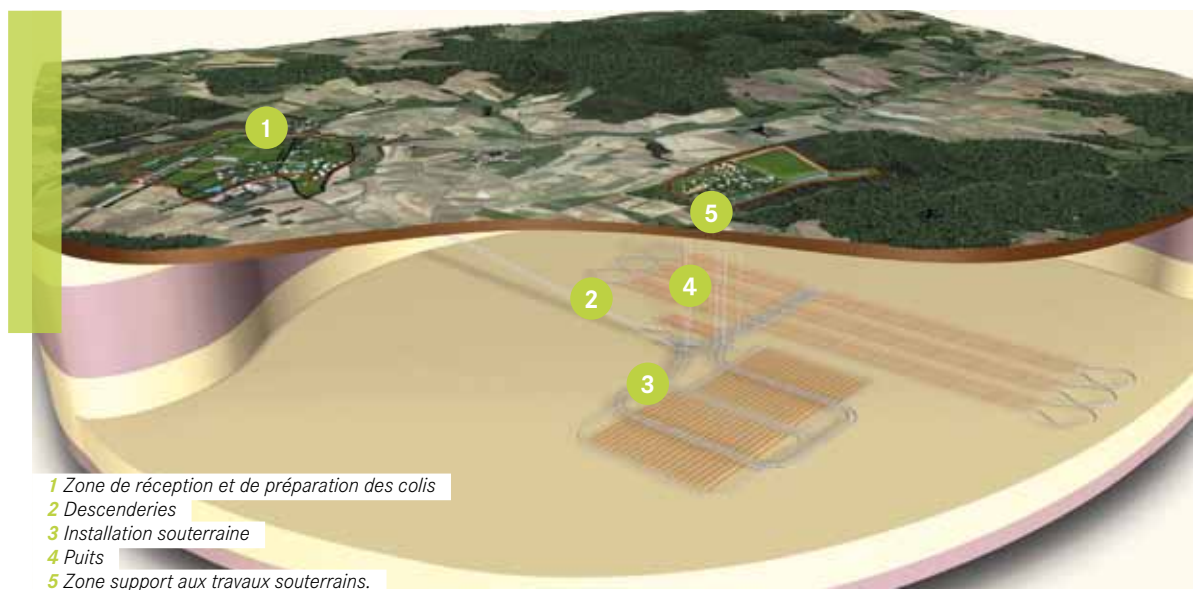 1
5
2
4
3
1 Zone de réception et de préparation des colis
2 Descenderies
3 Installation souterraine
4 Puits
5 Zone support aux travaux souterrains.